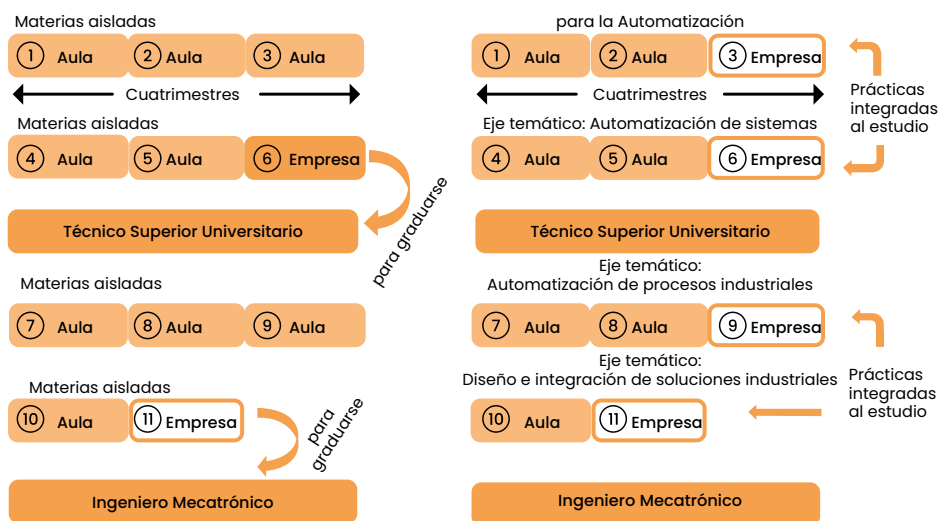 Materias aisladas
1 Aula 2 Aula 3 Aula
Cuatrimestres
Materias aisladas
4 Aula 5 Aula 6 Empresa
para graduarse
Técnico Superior Universitario
Materias aisladas
7 Aula 8 Aula 9 Aula
Materias aisladas
10 Aula 11 Empresa
para
graduarse
Ingeniero Mecatrónico
para la Automatización
1 Aula 2 Aula 3 Empresa
Cuatrimestres
Prácticas
integradas
al estudio
Eje temático: Automatización de sistemas
4 Aula 5 Aula 6 Empresa
Técnico Superior Universitario
Eje temático:
Automatización de procesos industriales
7 Aula 8 Aula 9 Empresa
Eje temático:
Diseño e integración de soluciones industriales
Prácticas
integradas
al estudio
10 Aula 11 Empresa
Ingeniero Mecatrónico